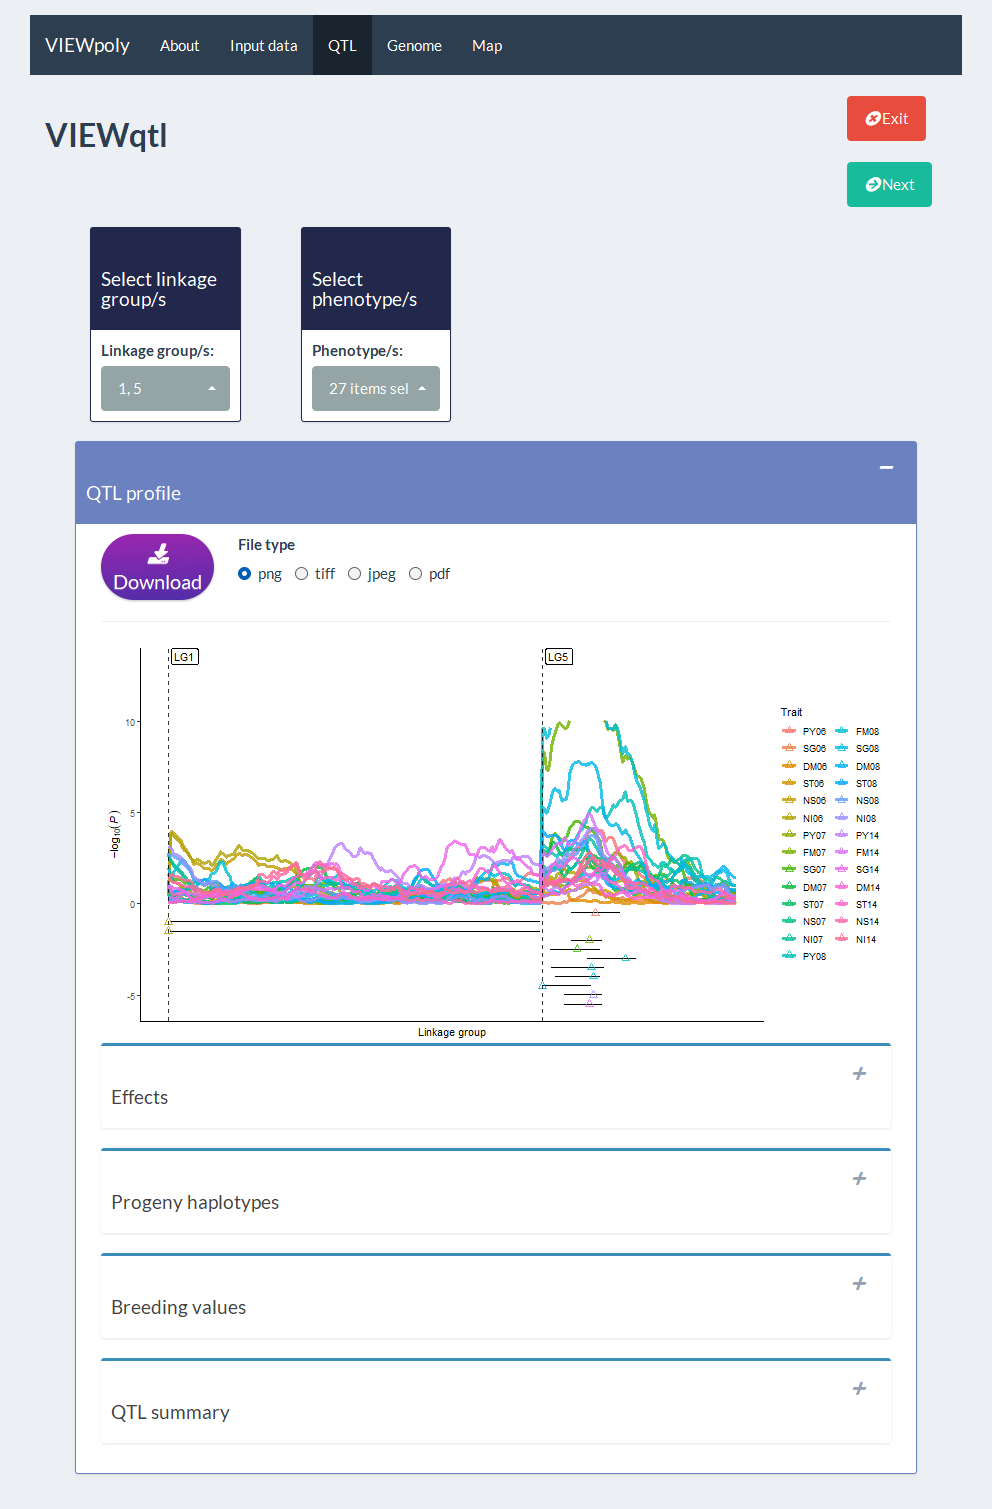 VIEWpoly About Input data QTL Genome Map
VIEWqtl
Exit
Next
Select linkage
group/s
Linkage group/s:
1, 5
Select
phenotype/s
Phenotype/s:
27 items sel
QTL profile
Download
File type
png tiff jpeg pdf
LG1 LG5
10
5
0
-5
−log10(P)
Linkage group
Trait
PY06 FM08
SG06 SG08
DM06 DM08
ST06 ST08
NS06 NS08
NI06 NI08
PY07 PY14
FM07 FM14
SG07 SG14
DM07 DM14
ST07 ST14
NS07 NS14
NI07 NI14
PY08
Effects
Progeny haplotypes
Breeding values
QTL summary